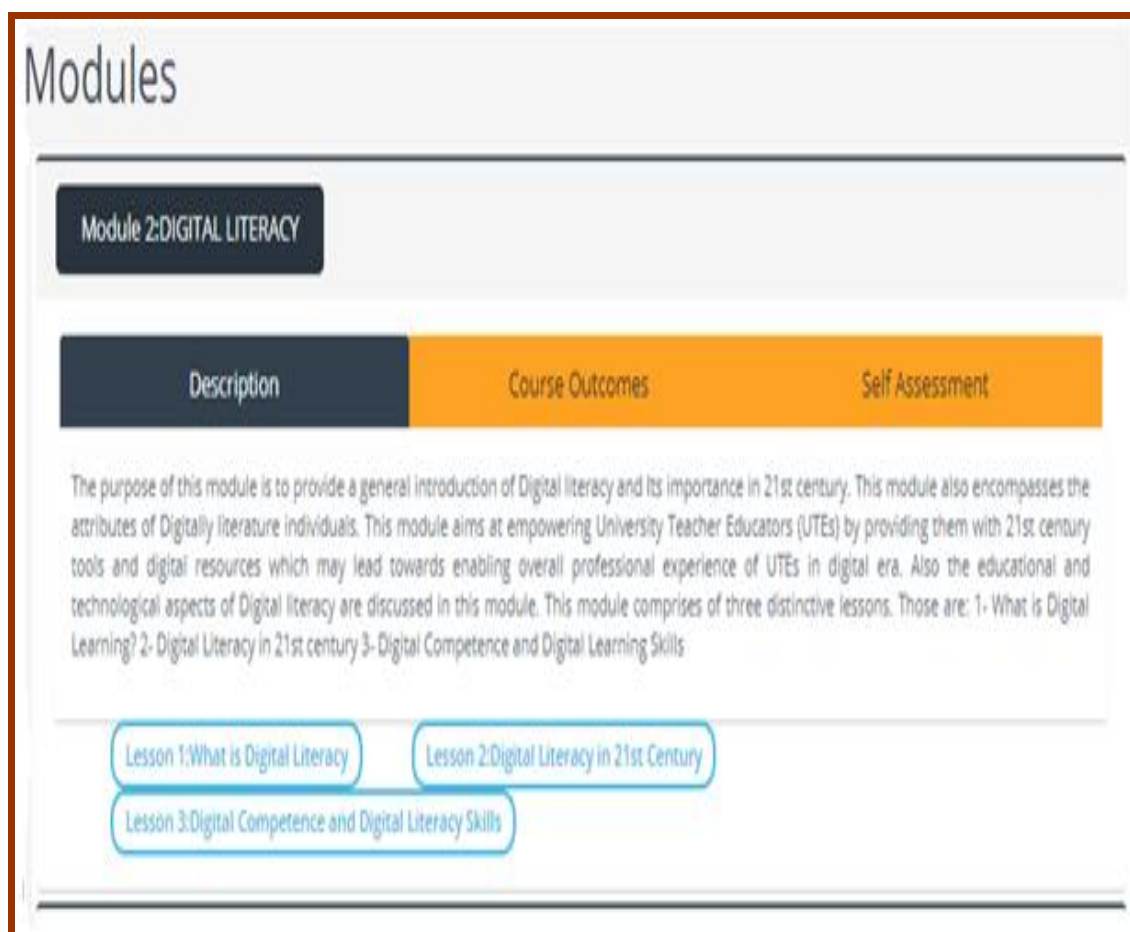 Modules
Module 2:DIGITAL LITERACY
Description Course Outcomes Self Assessment
The purpose of this module is to provide a general introduction of Digital literacy and Its importance in 21st century. This module also encompasses the
attributes of Digitally literature individuals. This module aims at empowering University Teacher Educators (UTEs) by providing them with 21st century
tools and digital resources which may lead towards enabling overall professional experience of UTEs in digital era. Also the educational and
technological aspects of Digital literacy are discussed in this module. This module comprises of three distinctive lessons. Those are: 1- What is Digital
Learning? 2- Digital Literacy in 21st century 3- Digital Competence and Digital Learning Skills
Lesson 1:What is Digital Literacy Lesson 2:Digital Literacy in 21st Century
Lesson 3:Digital Competence and Digital Literacy Skills